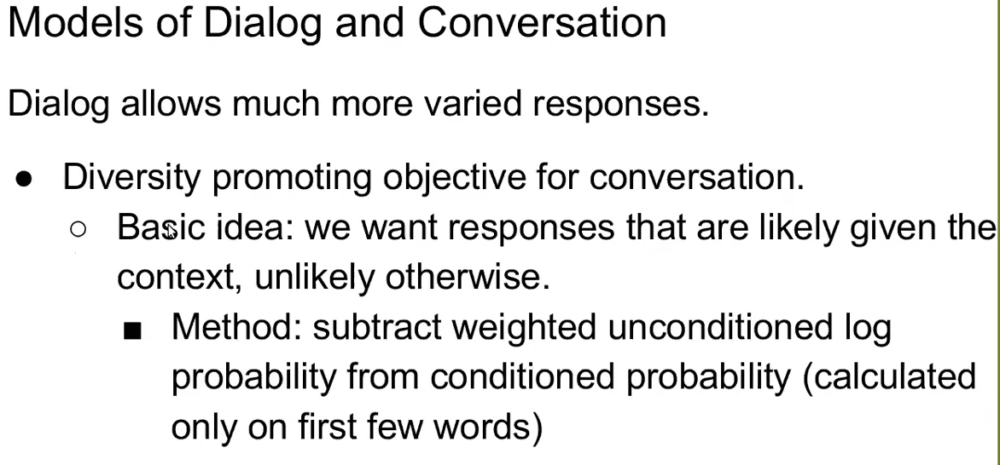 Models of Dialog and Conversation
Dialog allows much more varied responses.
● Diversity promoting objective for conversation.
○ Basic idea: we want responses that are likely given the
context, unlikely otherwise.
■ Method: subtract weighted unconditioned log
probability from conditioned probability (calculated
only on first few words)